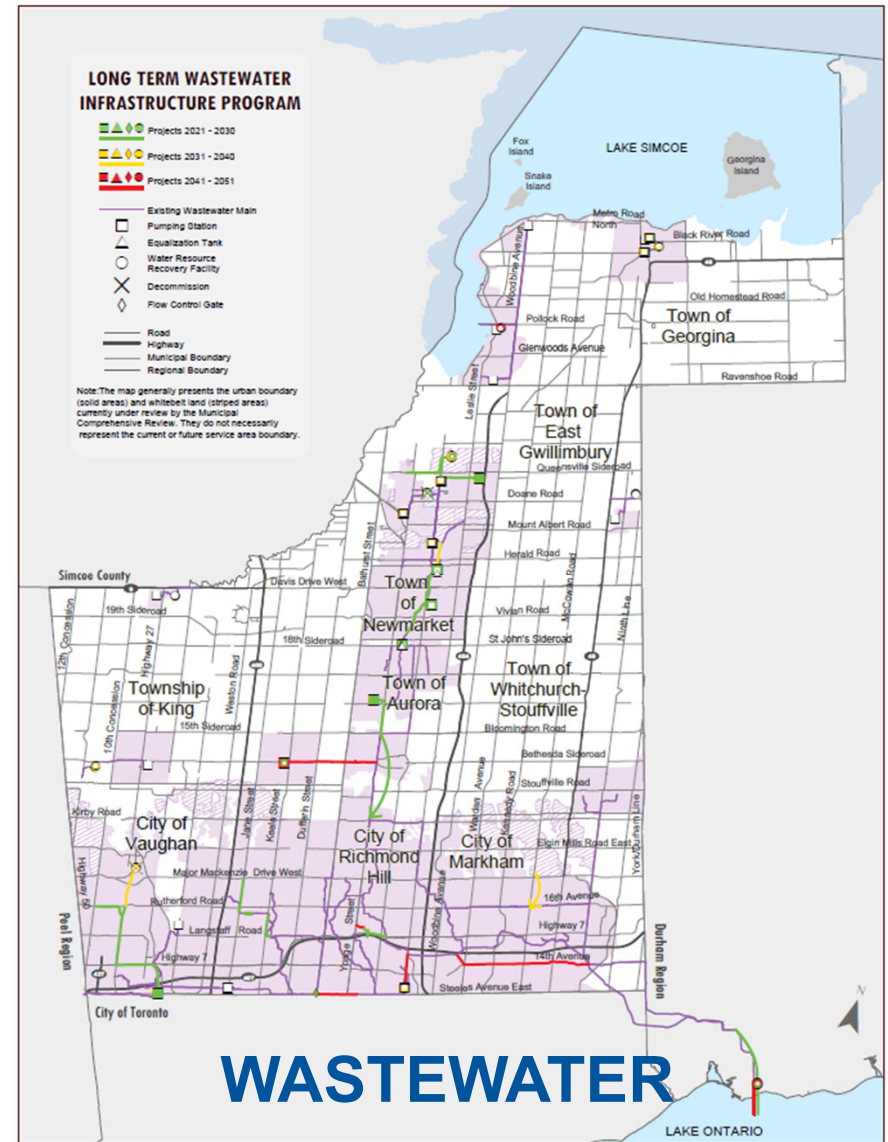 LONG TERM WASTEWATER
INFRASTRUCTURE PROGRAM
Projects 2021 - 2030
Projects 2031 - 2040
Projects 2041 - 2051
Existing Wastewater Main
Pumping Station
Equalization Tank
Water Resource
Recovery Facility
Decommission
Flow Control Gate
Road
Highway
Municipal Boundary
Regional Boundary
Note:The map generally presents the urban boundary
(solid areas) and whitebelt land (striped areas)
currently under review by the Municipal
Comprehensive Review. They do not necessarily
represent the current or future service area boundary.
Fox
Island
LAKE SIMCOE
Georgina
Island
Snake
Island
Metro Road
North
Black River Road
Woodbine Avenue
Old Homestead Road
Pollock Road
Town of
Georgina
Glenwoods Avenue
Ravenshoe Road
Leslie Street
Town of
East
Gwillimbury
Queensville Sideroad
Doane Road
Mount Albert Road
Bathurst Street
Herald Road
McCowan Road
Simcoe County
Davis Drive West
Town
of
Newmarket
19th Sideroad
Vivian Road
Ninth Line
12th Concession
Highway 27
18th Sideroad
St John's Sideroad
Weston Road
Township
of King
Town of
Aurora
Town of
Whitchurch-
Stouffville
10th Concession
15th Sideroad
Bloomington Road
Bethesda Sideroad
Stouffville Road
Warden Avenue
Kennedy Road
York/Durham Line
Kirby Road
Jane Street
Keele Street
Dufferin Street
City of
Vaughan
City of
Richmond
Hill
City of
Markham
Elgin Mills Road East
Highway 50
Major Mackenzie Drive West
Rutherford Road
16th Avenue
Yonge Street
Woodbine Avenue
Langstaff Road
Highway 7
Highway 7
14th Avenue
Peel Region
Durham Region
Steeles Avenue East
City of Toronto
N
WASTEWATER
LAKE ONTARIO